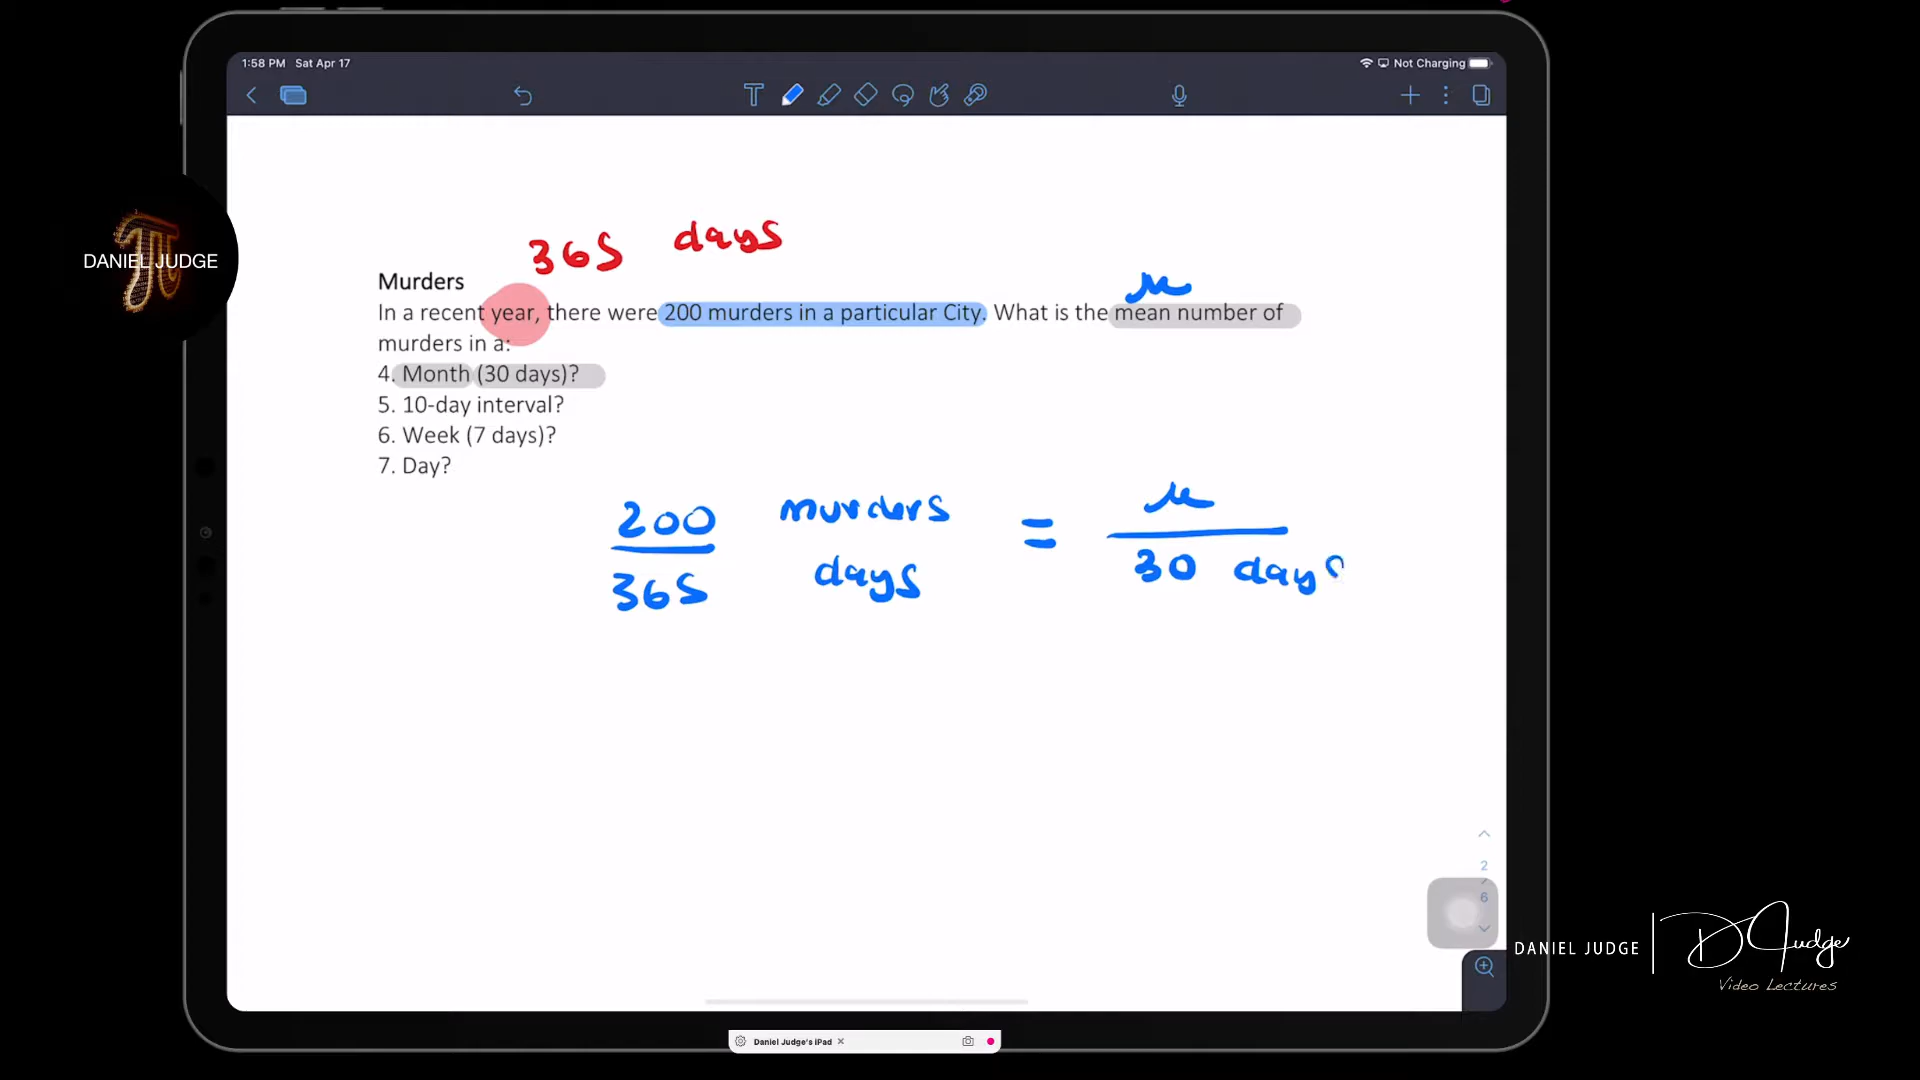 1:58 PM Sat Apr 17
Not Charging
365 days
DANIEL JUDGE
Murders
μ
In a recent year, there were 200 murders in a particular City. What is the mean number of
murders in a:
4. Month (30 days)?
5. 10-day interval?
6. Week (7 days)?
7. Day?
200 murders = μ
365 days 30 days
2
6
DANIEL JUDGE | DJudge
Video Lectures
Daniel Judge's iPad